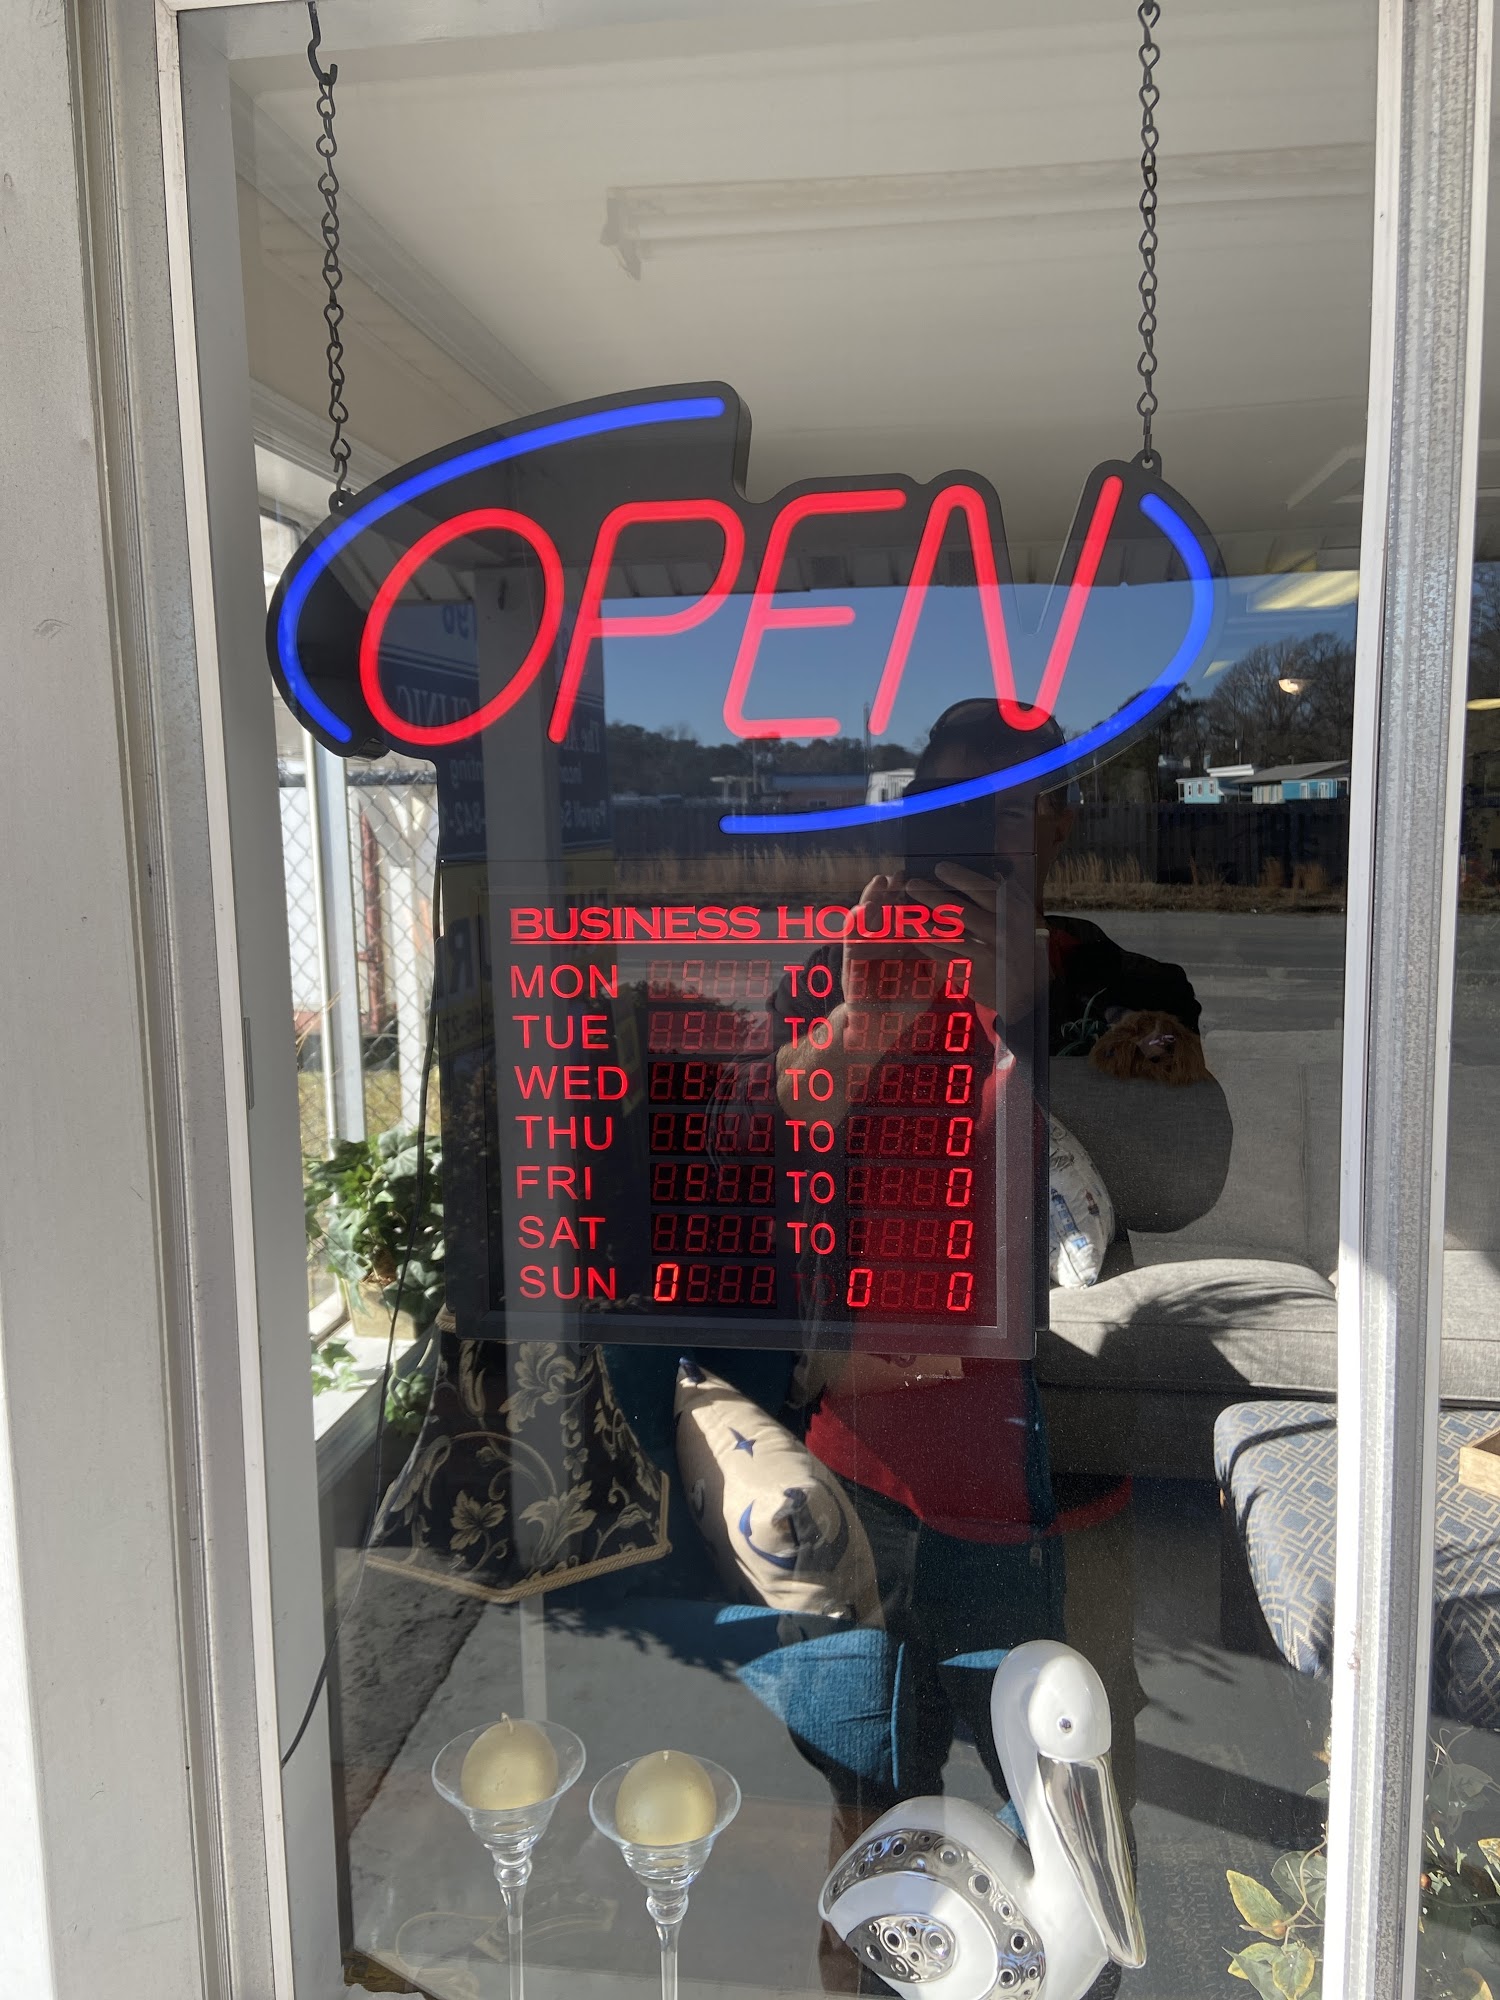 OPEN
BUSINESS HOURS
MON TO 0
TUE TO 0
WED TO 0
THU TO 0
FRI TO 0
SAT TO 0
SUN 0 TO 0 0